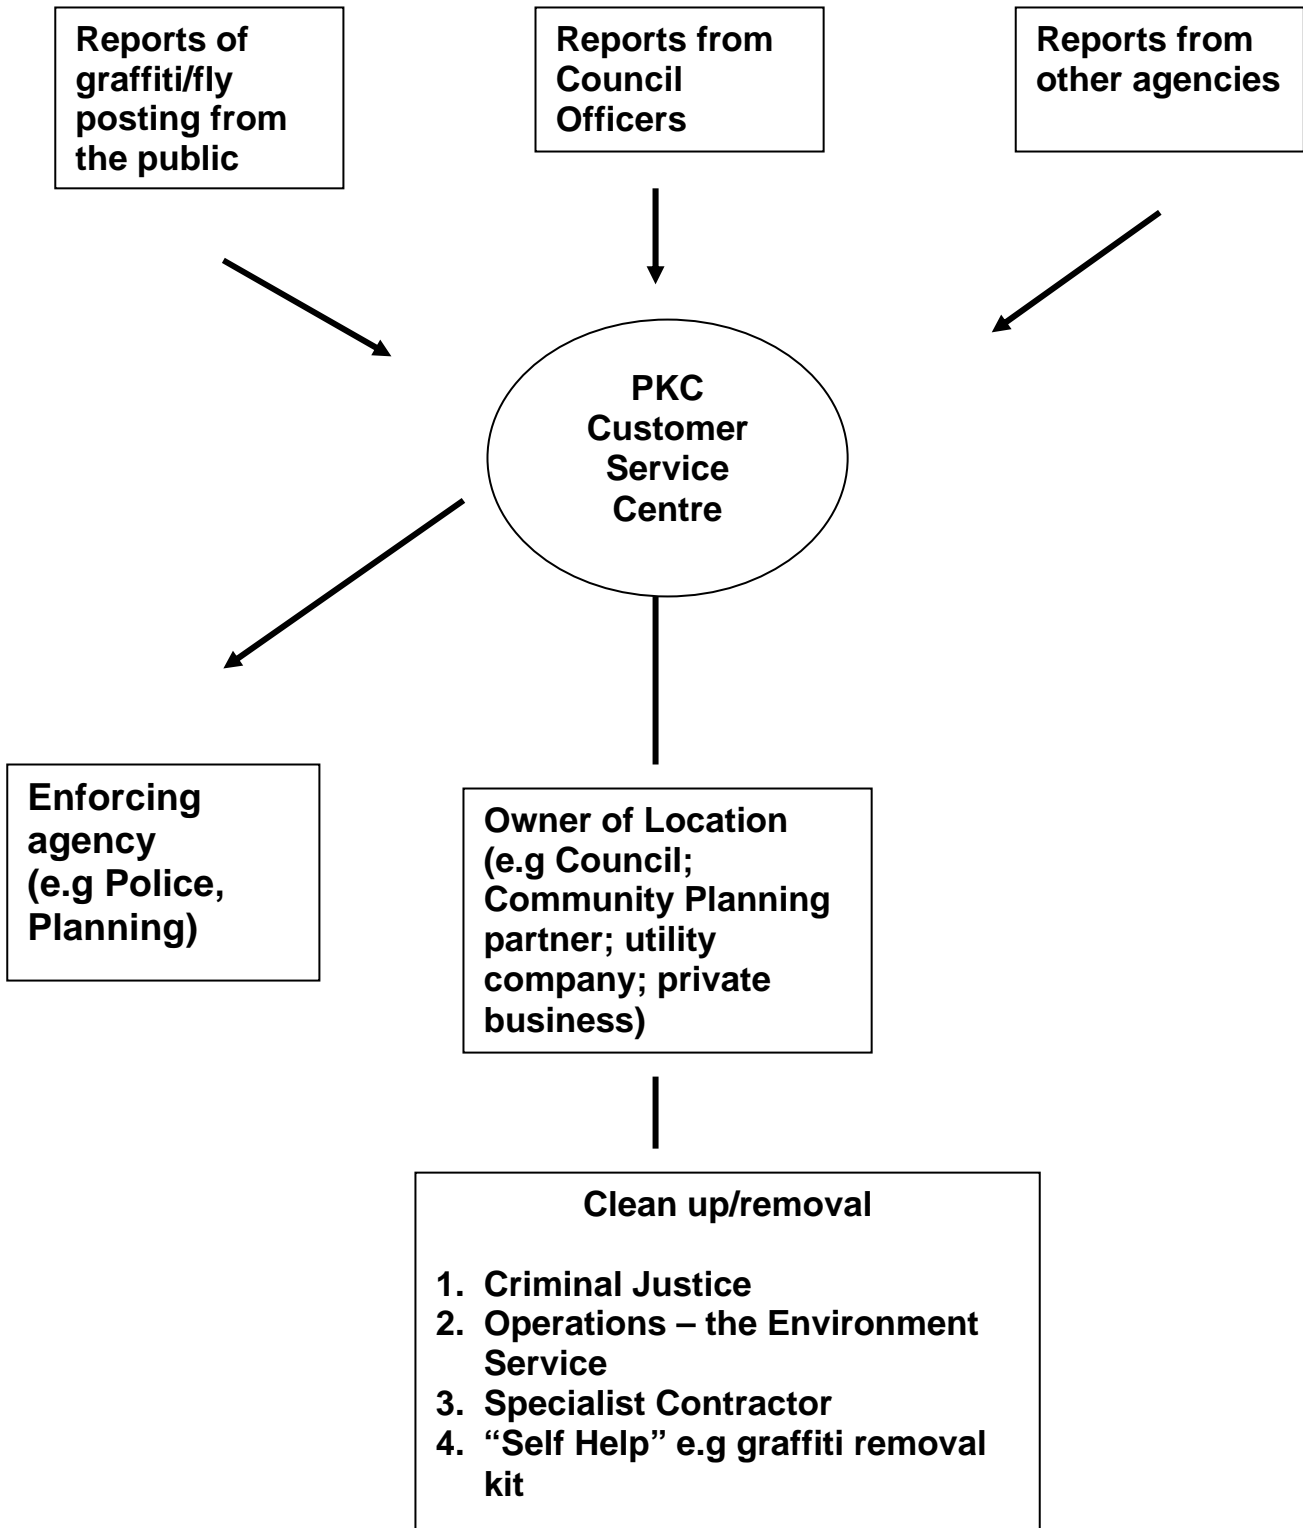 Reports of
graffiti/fly
posting from
the public
Reports from
Council
Officers
Reports from
other agencies
PKC
Customer
Service
Centre
Enforcing
agency
(e.g Police,
Planning)
Owner of Location
(e.g Council;
Community Planning
partner; utility
company; private
business)
Clean up/removal
1. Criminal Justice
2. Operations – the Environment
Service
3. Specialist Contractor
4. “Self Help” e.g graffiti removal
kit